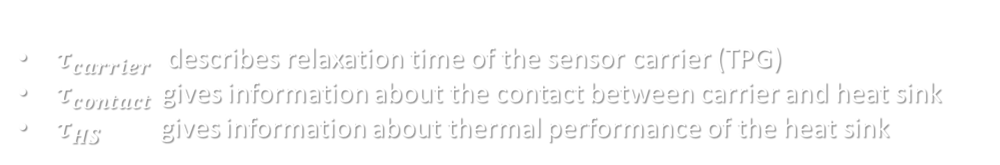 • τcarrier describes relaxation time of the sensor carrier (TPG)
• τcontact gives information about the contact between carrier and heat sink
• τHS gives information about thermal performance of the heat sink